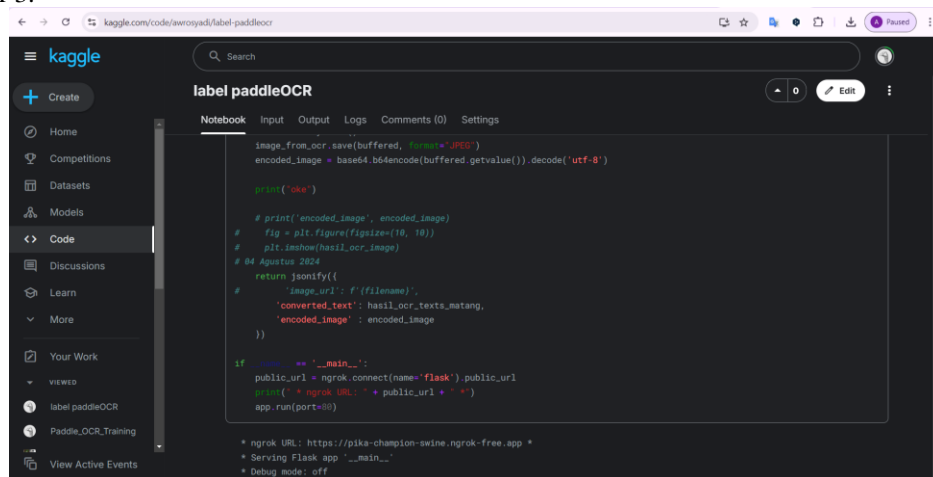 kaggle.com/code/awrosyadi/label-paddleocr
Paused
kaggle
Search
Create
label paddleOCR
0
Edit
Home
Notebook Input Output Logs Comments (0) Settings
Competitions
Datasets
Models
Code
Discussions
Learn
More
Your Work
VIEWED
label paddleOCR
Paddle_OCR_Training
View Active Events
image_from_ocr.save(buffered, format="JPEG")
encoded_image = base64.b64encode(buffered.getvalue()).decode('utf-8')
print('oke')
# print('encoded_image', encoded_image)
# fig = plt.figure(figsize=(10, 10))
# plt.imshow(hasil_ocr_image)
# 04 Agustus 2024
return jsonify({
# 'image_url': f'{filename}',
'converted_text': hasil_ocr_texts_matang,
'encoded_image' : encoded_image
})
if == '__main__':
public_url = ngrok.connect(name='flask').public_url
print(" * ngrok URL: " + public_url + " *")
app.run(port=80)
* ngrok URL: https://pika-champion-swine.ngrok-free.app *
* Serving Flask app '__main__'
* Debug mode: off